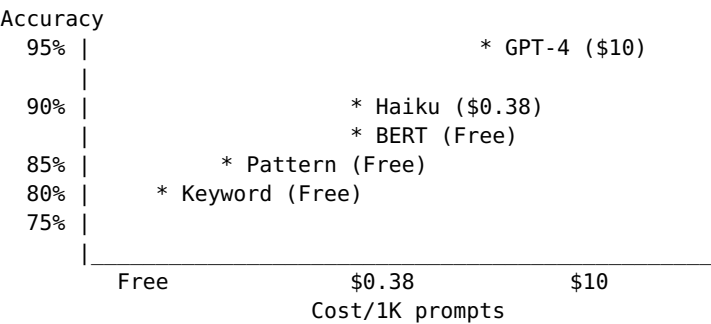 Accuracy
95% | * GPT-4 ($10)
|
90% | * Haiku ($0.38)
| * BERT (Free)
85% | * Pattern (Free)
80% | * Keyword (Free)
75% |
|________________________________________________
Free $0.38 $10
Cost/1K prompts